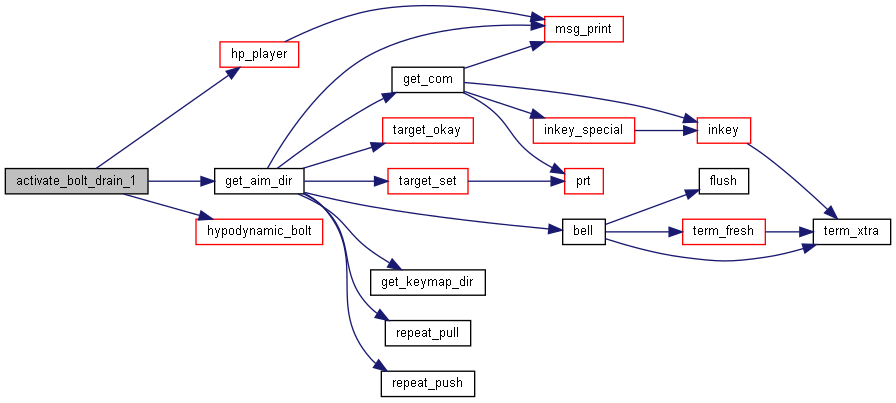 msg_print
hp_player
get_com
target_okay
inkey_special
inkey
activate_bolt_drain_1
get_aim_dir
target_set
prt
flush
hypodynamic_bolt
bell
term_fresh
term_xtra
get_keymap_dir
repeat_pull
repeat_push